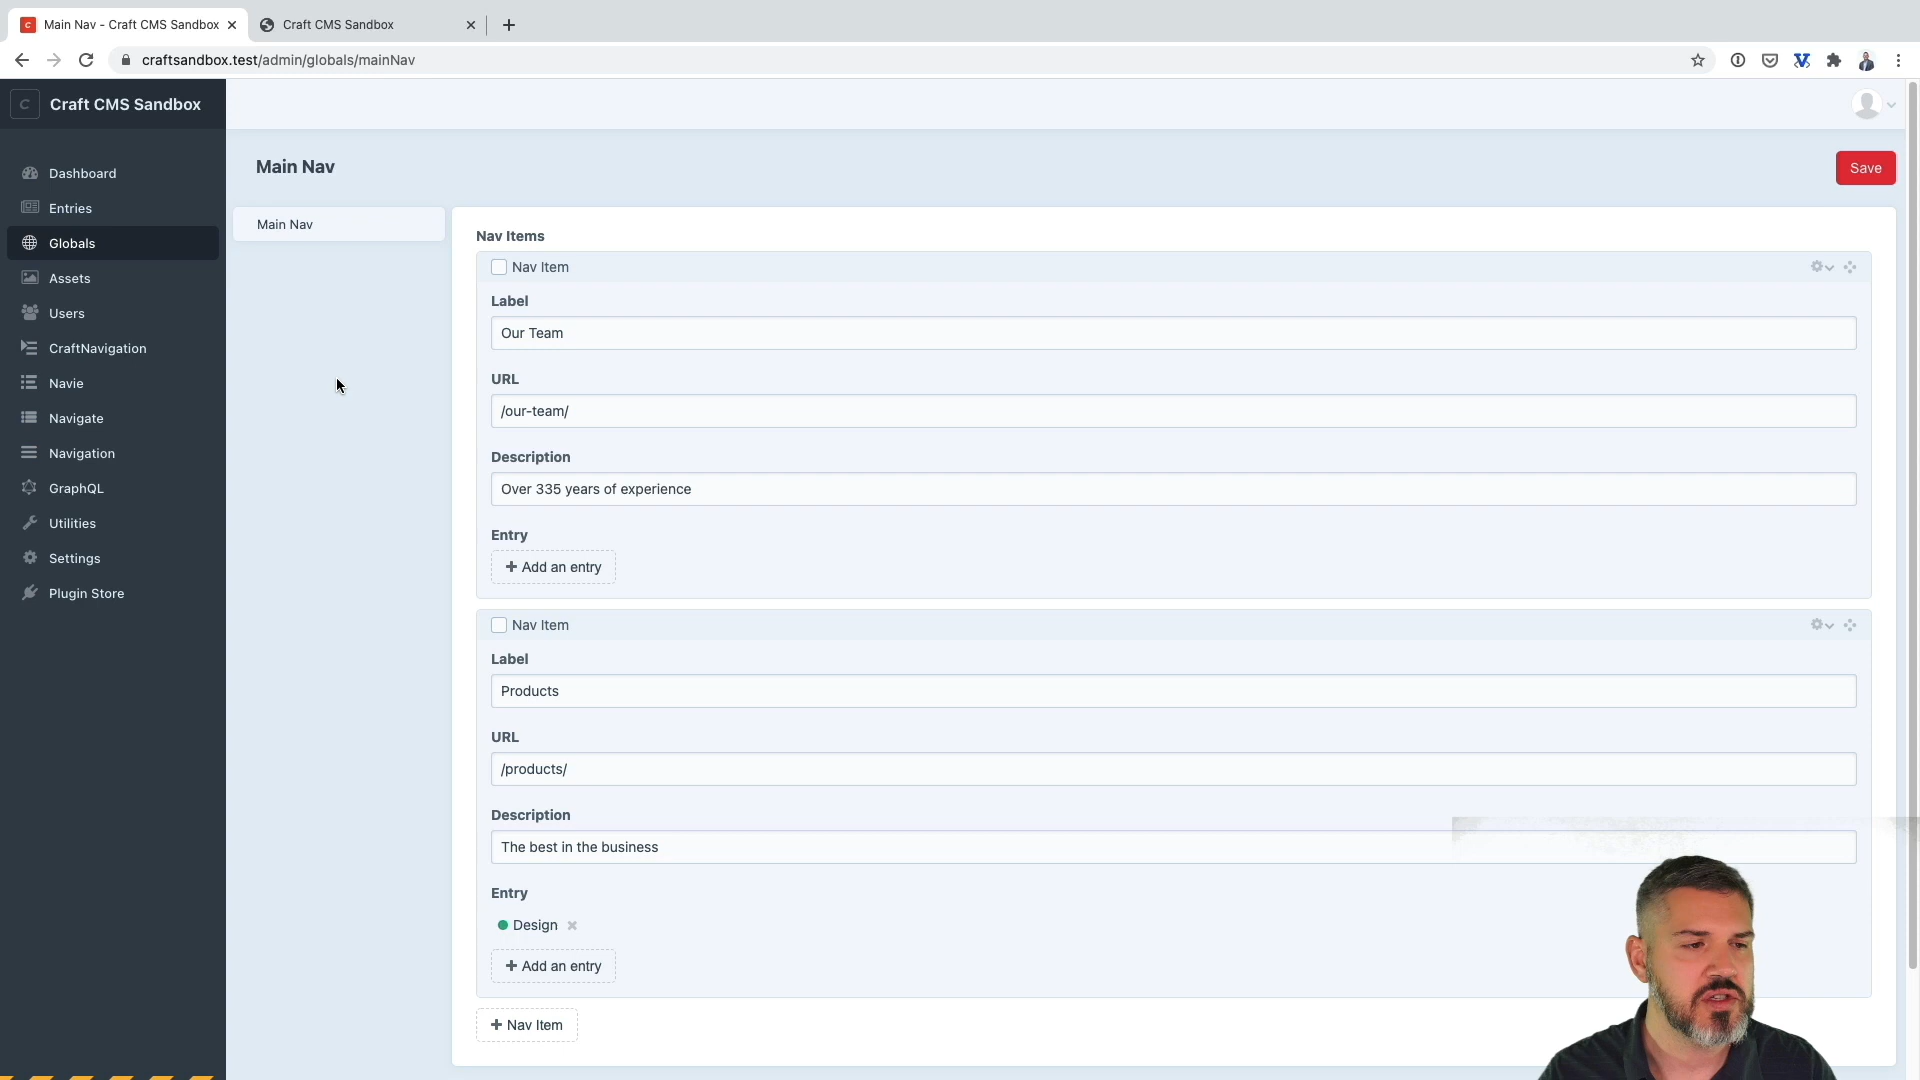 Main Nav - Craft CMS Sandbox
Craft CMS Sandbox
craftsandbox.test/admin/globals/mainNav
C
Craft CMS Sandbox
Dashboard
Entries
Globals
Assets
Users
CraftNavigation
Navie
Navigate
Navigation
GraphQL
Utilities
Settings
Plugin Store
Main Nav
Save
Main Nav
Nav Items
Nav Item
Label
Our Team
URL
/our-team/
Description
Over 335 years of experience
Entry
+ Add an entry
Nav Item
Label
Products
URL
/products/
Description
The best in the business
Entry
Design
+ Add an entry
+ Nav Item